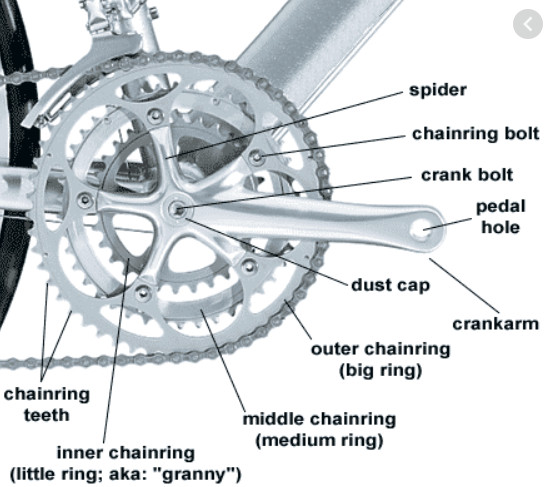 spider
chainring bolt
crank bolt
pedal
hole
dust cap
crankarm
outer chainring
(big ring)
chainring
teeth
middle chainring
(medium ring)
inner chainring
(little ring; aka: "granny")